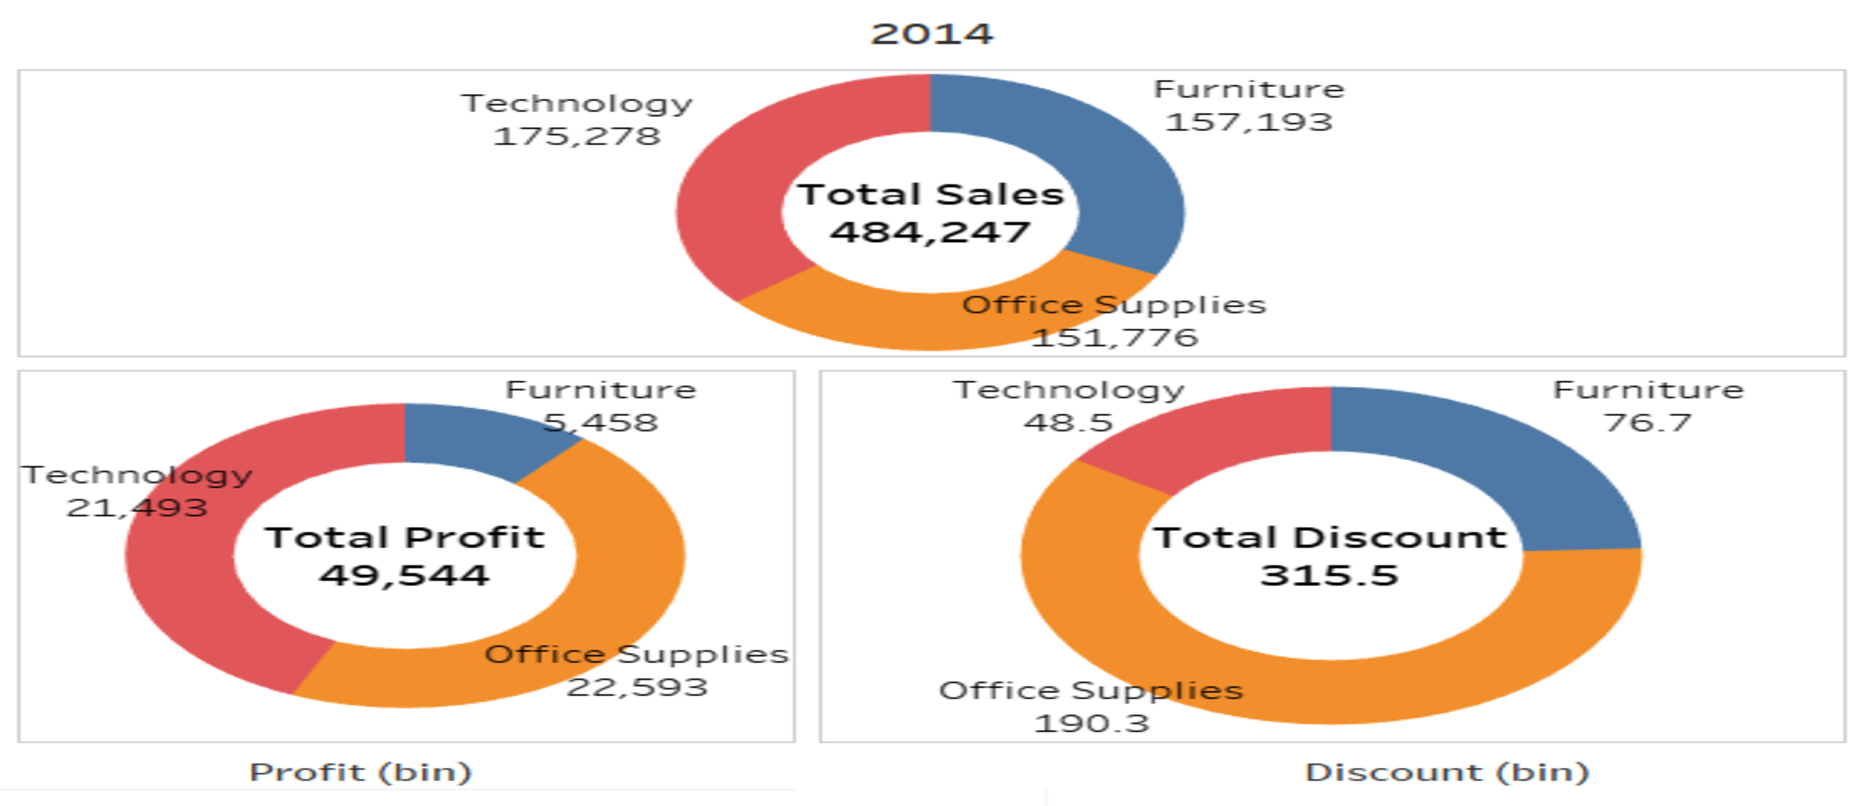 2014
Technology
175,278
Furniture
157,193
Total Sales
484,247
Office Supplies
151,776
Furniture
5,458
Technology
21,493
Total Profit
49,544
Office Supplies
22,593
Profit (bin)
Technology
48.5
Furniture
76.7
Total Discount
315.5
Office Supplies
190.3
Discount (bin)